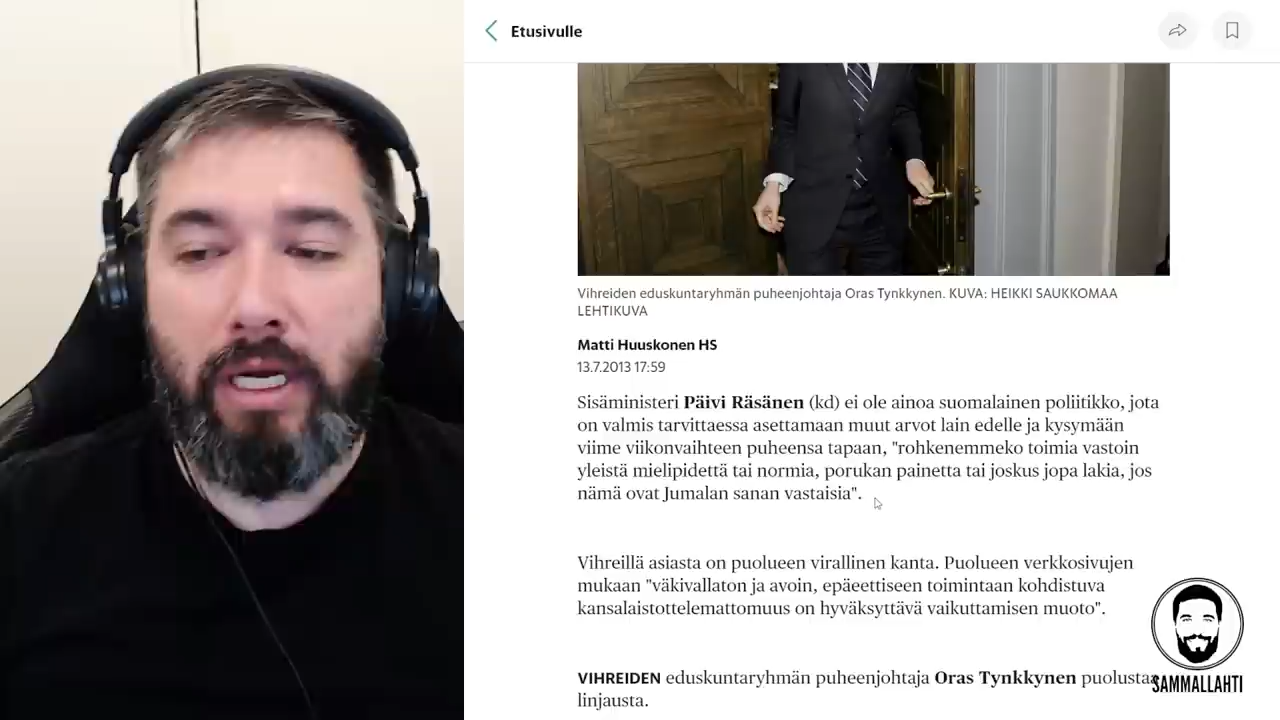 Etusivulle
Vihreiden eduskuntaryhmän puheenjohtaja Oras Tynkkynen. KUVA: HEIKKI SAUKKOMAA
LEHTIKUVA
Matti Huuskonen HS
13.7.2013 17:59
Sisäministeri Päivi Räsänen (kd) ei ole ainoa suomalainen poliitikko, jota
on valmis tarvittaessa asettamaan muut arvot lain edelle ja kysymään
viime viikonvaihteen puheensa tapaan, "rohkenemmeko toimia vastoin
yleistä mielipidettä tai normia, porukan painetta tai joskus jopa lakia, jos
nämä ovat Jumalan sanan vastaisia".
Vihreillä asiasta on puolueen virallinen kanta. Puolueen verkkosivujen
mukaan "väkivallaton ja avoin, epäeettiseen toimintaan kohdistuva
kansalaistottelemattomuus on hyväksyttävä vaikuttamisen muoto".
VIHREIDEN eduskuntaryhmän puheenjohtaja Oras Tynkkynen puolustaa
linjausta.
SAMMALLAHTI